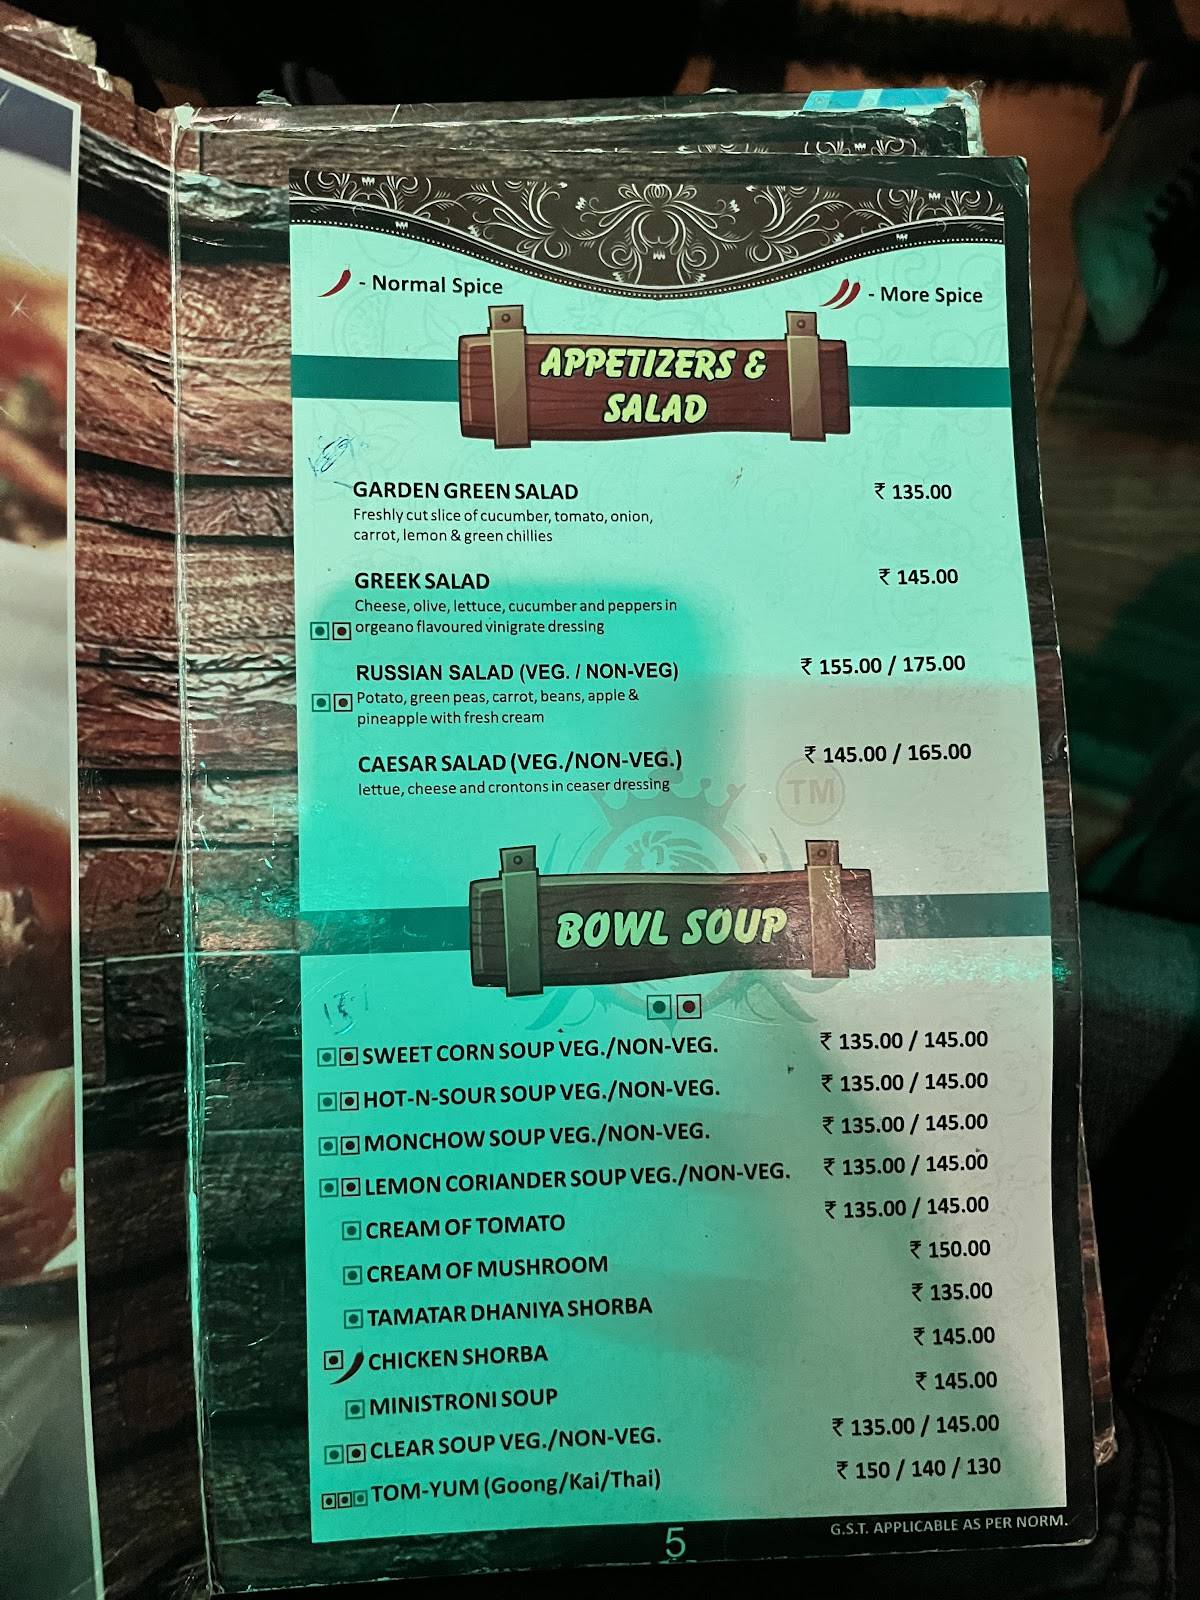 - Normal Spice
- More Spice
APPETIZERS &
SALAD
GARDEN GREEN SALAD ₹ 135.00
Freshly cut slice of cucumber, tomato, onion,
carrot, lemon & green chillies
GREEK SALAD ₹ 145.00
Cheese, olive, lettuce, cucumber and peppers in
orgeano flavoured vinigrate dressing
RUSSIAN SALAD (VEG. / NON-VEG) ₹ 155.00 / 175.00
Potato, green peas, carrot, beans, apple &
pineapple with fresh cream
CAESAR SALAD (VEG./NON-VEG.) ₹ 145.00 / 165.00
lettue, cheese and crontons in ceaser dressing
TM
BOWL SOUP
SWEET CORN SOUP VEG./NON-VEG. ₹ 135.00 / 145.00
HOT-N-SOUR SOUP VEG./NON-VEG. ₹ 135.00 / 145.00
MONCHOW SOUP VEG./NON-VEG. ₹ 135.00 / 145.00
LEMON CORIANDER SOUP VEG./NON-VEG. ₹ 135.00 / 145.00
CREAM OF TOMATO ₹ 135.00 / 145.00
CREAM OF MUSHROOM ₹ 150.00
TAMATAR DHANIYA SHORBA ₹ 135.00
CHICKEN SHORBA ₹ 145.00
MINISTRONI SOUP ₹ 145.00
CLEAR SOUP VEG./NON-VEG. ₹ 135.00 / 145.00
TOM-YUM (Goong/Kai/Thai) ₹ 150 / 140 / 130
G.S.T. APPLICABLE AS PER NORM.
5